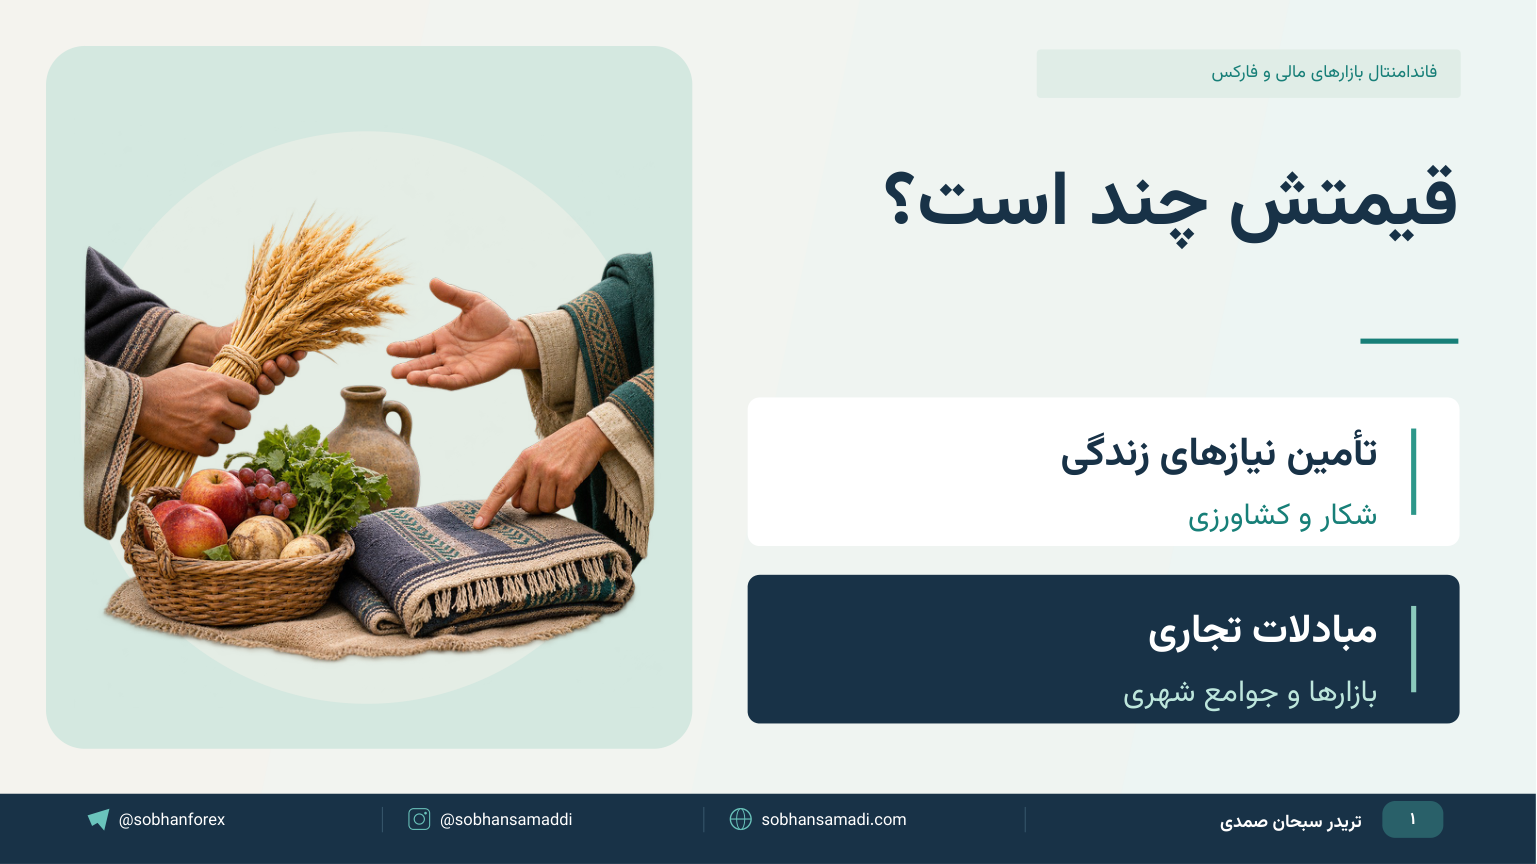 فاندامنتال بازارهای مالی و فارکس
قیمتش چند است؟
تأمین نیازهای زندگی
شکار و کشاورزی
مبادلات تجاری
بازارها و جوامع شهری
۱
تریدر سبحان صمدی
sobhansamadi.com
@sobhansamaddi
@sobhanforex